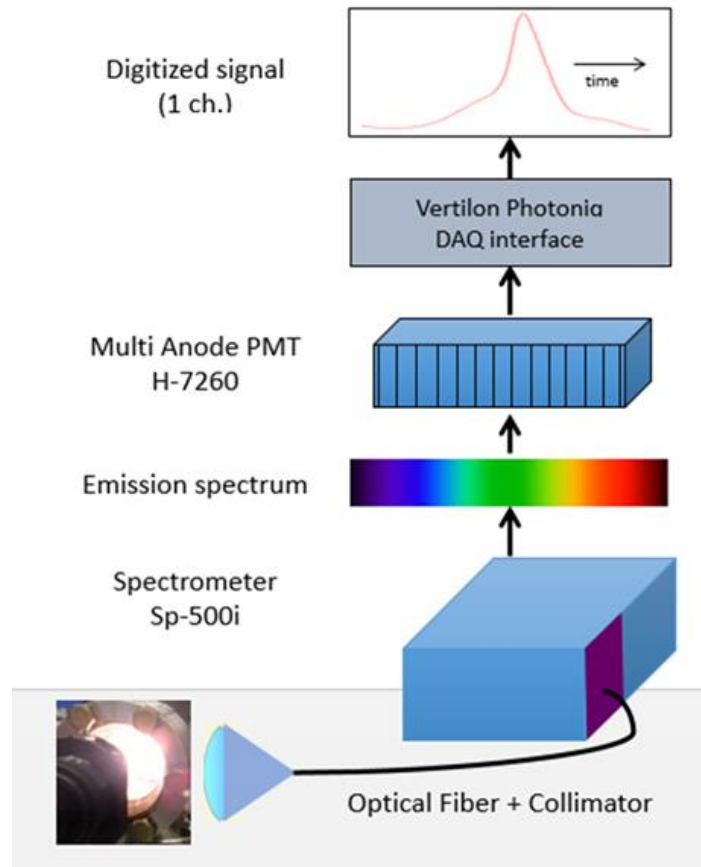 Digitized signal
(1 ch.)
time
Vertilon Photoniq
DAQ interface
Multi Anode PMT
H-7260
Emission spectrum
Spectrometer
Sp-500i
Optical Fiber + Collimator